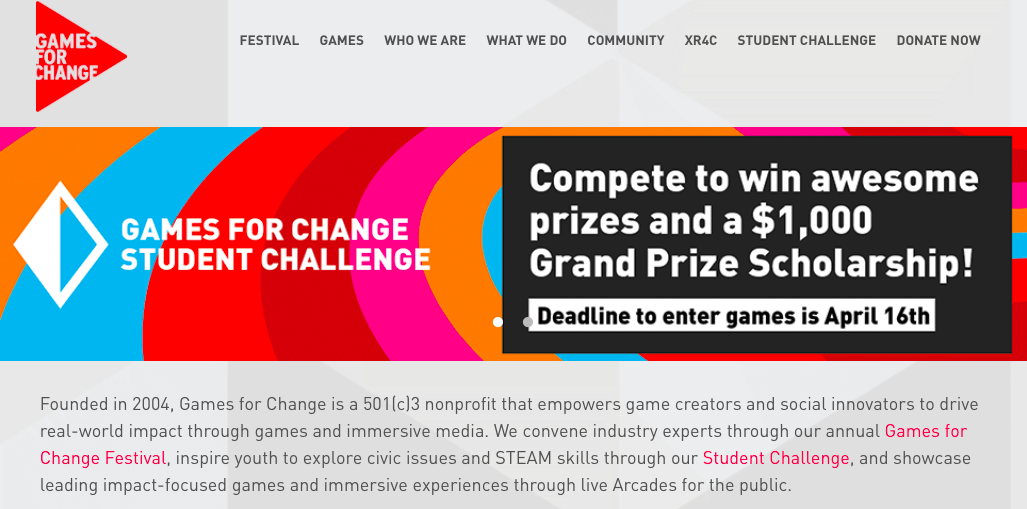 GAMES
FOR
CHANGE
FESTIVAL GAMES WHO WE ARE WHAT WE DO COMMUNITY XR4C STUDENT CHALLENGE DONATE NOW
GAMES FOR CHANGE
STUDENT CHALLENGE
Compete to win awesome
prizes and a $1,000
Grand Prize Scholarship!
Deadline to enter games is April 16th
Founded in 2004, Games for Change is a 501(c)3 nonprofit that empowers game creators and social innovators to drive
real-world impact through games and immersive media. We convene industry experts through our annual Games for
Change Festival, inspire youth to explore civic issues and STEAM skills through our Student Challenge, and showcase
leading impact-focused games and immersive experiences through live Arcades for the public.